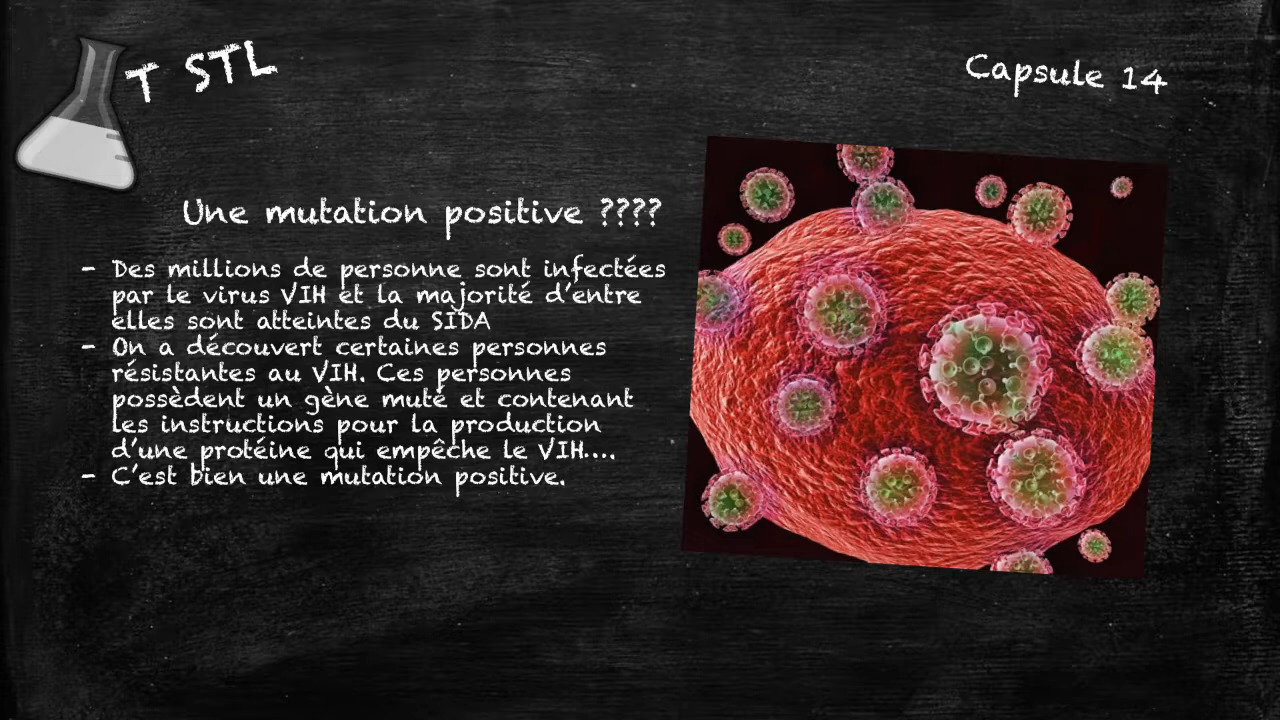 T STL
Capsule 14
Une mutation positive ????
- Des millions de personne sont infectées
par le virus VIH et la majorité d'entre
elles sont atteintes du SIDA
- On a découvert certaines personnes
résistantes au VIH. Ces personnes
possèdent un gène muté et contenant
les instructions pour la production
d'une protéine qui empêche le VIH....
- C'est bien une mutation positive.